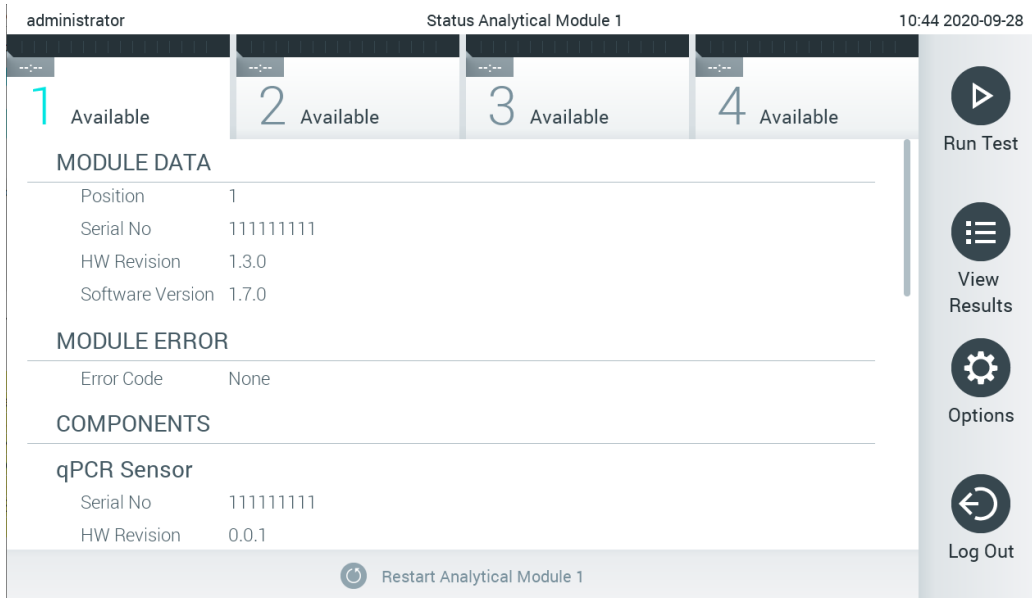 administrator
Status Analytical Module 1
10:44 2020-09-28
--:--
1 Available
--:--
2 Available
--:--
3 Available
--:--
4 Available
MODULE DATA
Position 1
Serial No 111111111
HW Revision 1.3.0
Software Version 1.7.0
MODULE ERROR
Error Code None
COMPONENTS
qPCR Sensor
Serial No 111111111
HW Revision 0.0.1
Restart Analytical Module 1
Run Test
View
Results
Options
Log Out